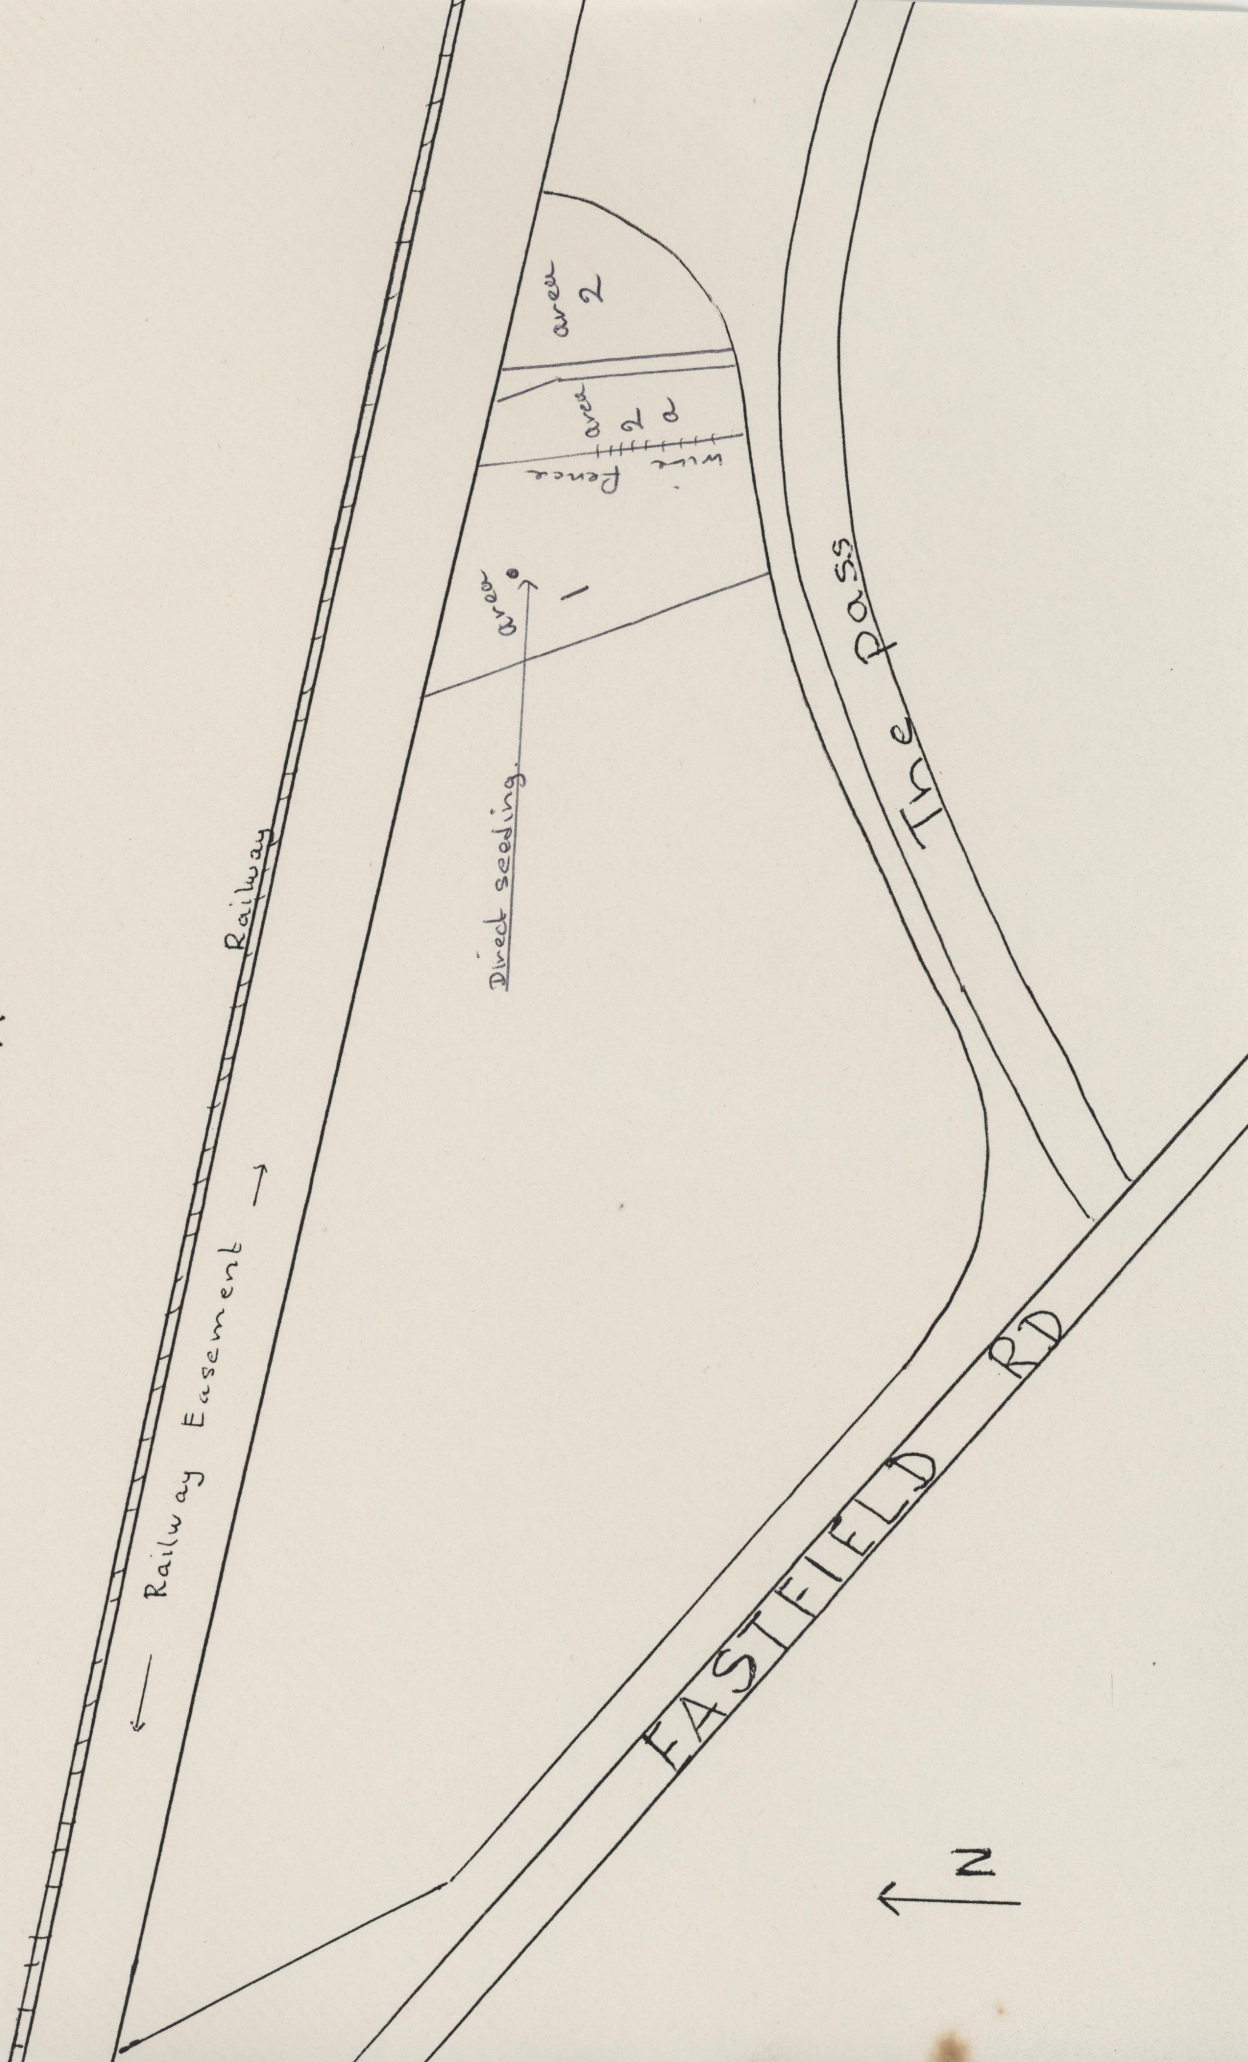 Railway
← Railway Easement →
area
2
area
2
a
wire
fence
area
1
Direct seeding.
The Pass
EASTFIELD RD
N